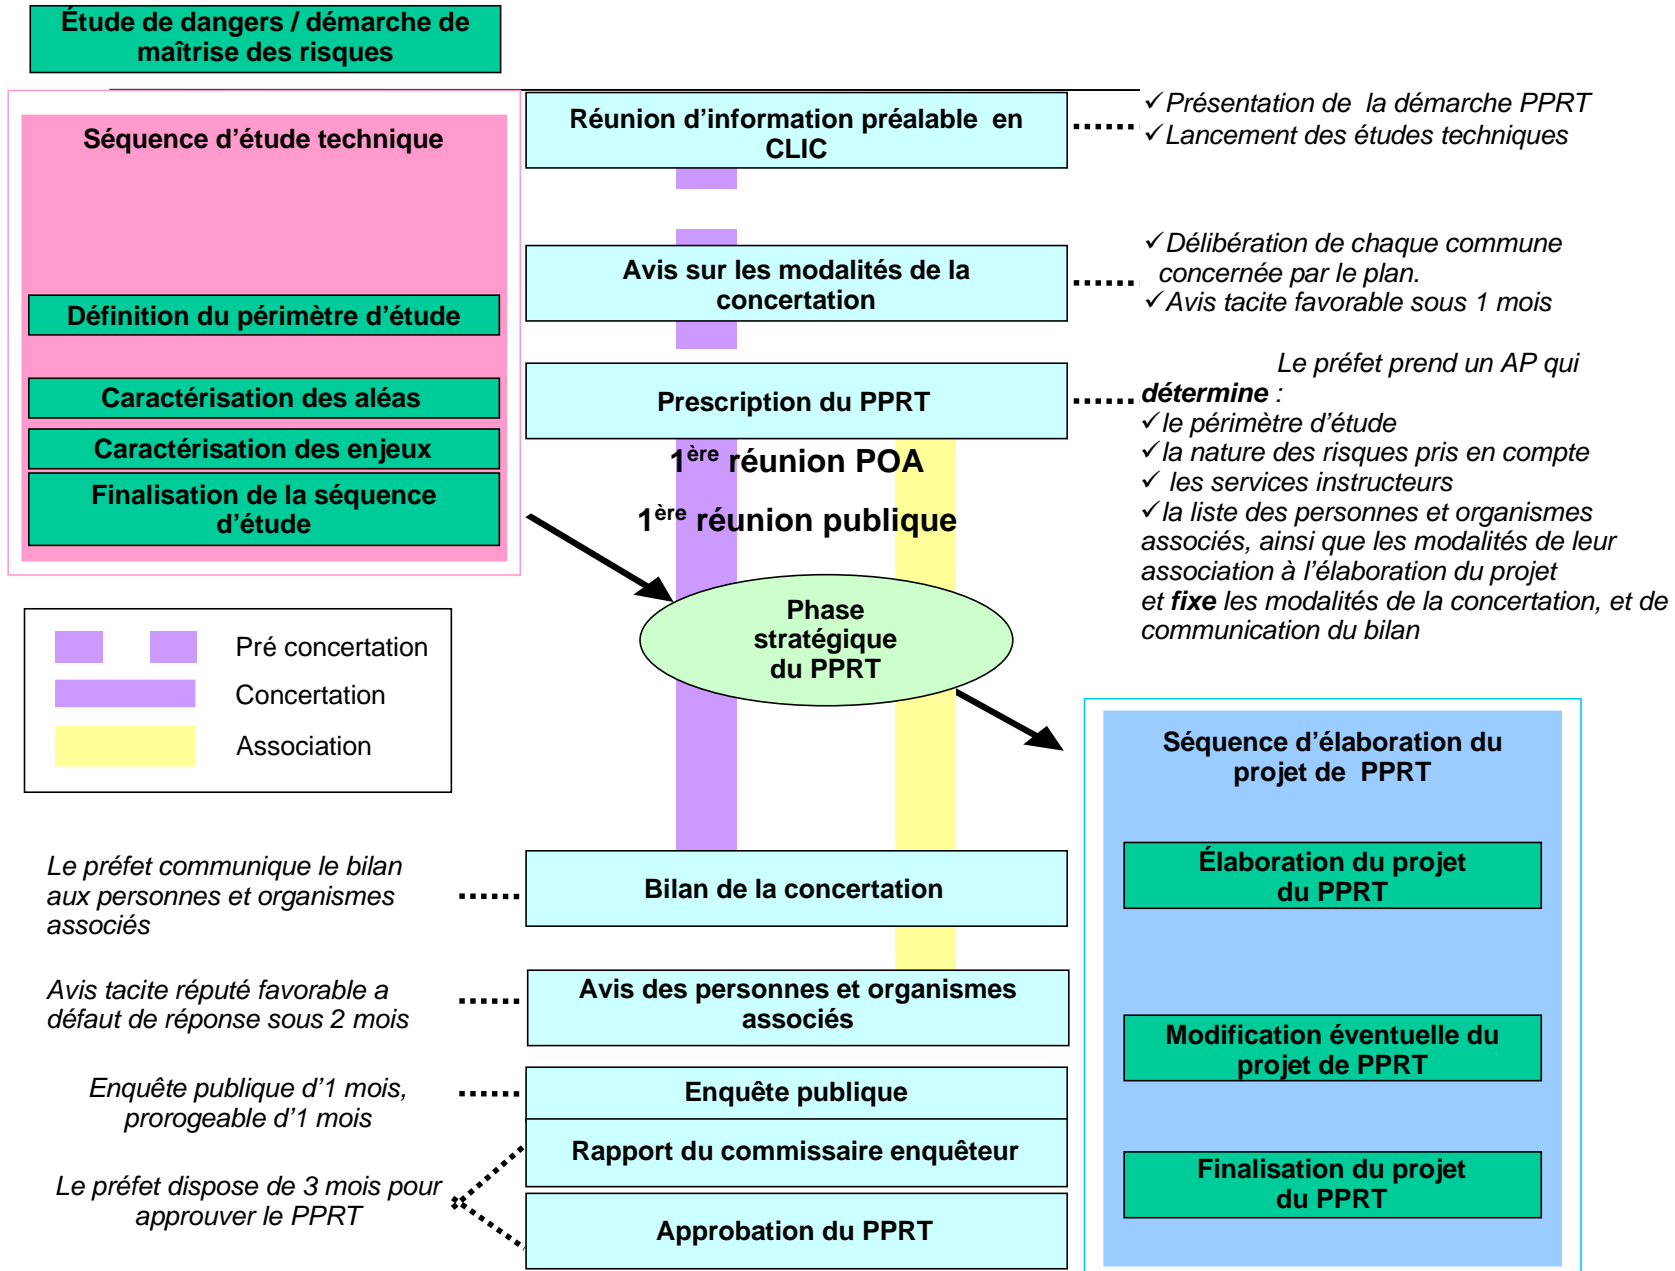 Étude de dangers / démarche de
maîtrise des risques
Séquence d'étude technique
Définition du périmètre d'étude
Caractérisation des aléas
Caractérisation des enjeux
Finalisation de la séquence
d'étude
Réunion d'information préalable en
CLIC
✓Présentation de la démarche PPRT
✓Lancement des études techniques
Avis sur les modalités de la
concertation
✓Délibération de chaque commune
concernée par le plan.
✓Avis tacite favorable sous 1 mois
Prescription du PPRT
Le préfet prend un AP qui
détermine :
✓le périmètre d'étude
✓la nature des risques pris en compte
✓ les services instructeurs
✓la liste des personnes et organismes
associés, ainsi que les modalités de leur
association à l'élaboration du projet
et fixe les modalités de la concertation, et de
communication du bilan
1ère réunion POA
1ère réunion publique
Phase
stratégique
du PPRT
Pré concertation
Concertation
Association
Séquence d'élaboration du
projet de PPRT
Élaboration du projet
du PPRT
Modification éventuelle du
projet de PPRT
Finalisation du projet
du PPRT
Le préfet communique le bilan
aux personnes et organismes
associés
Bilan de la concertation
Avis tacite réputé favorable a
défaut de réponse sous 2 mois
Avis des personnes et organismes
associés
Enquête publique d'1 mois,
prorogeable d'1 mois
Enquête publique
Rapport du commissaire enquêteur
Le préfet dispose de 3 mois pour
approuver le PPRT
Approbation du PPRT